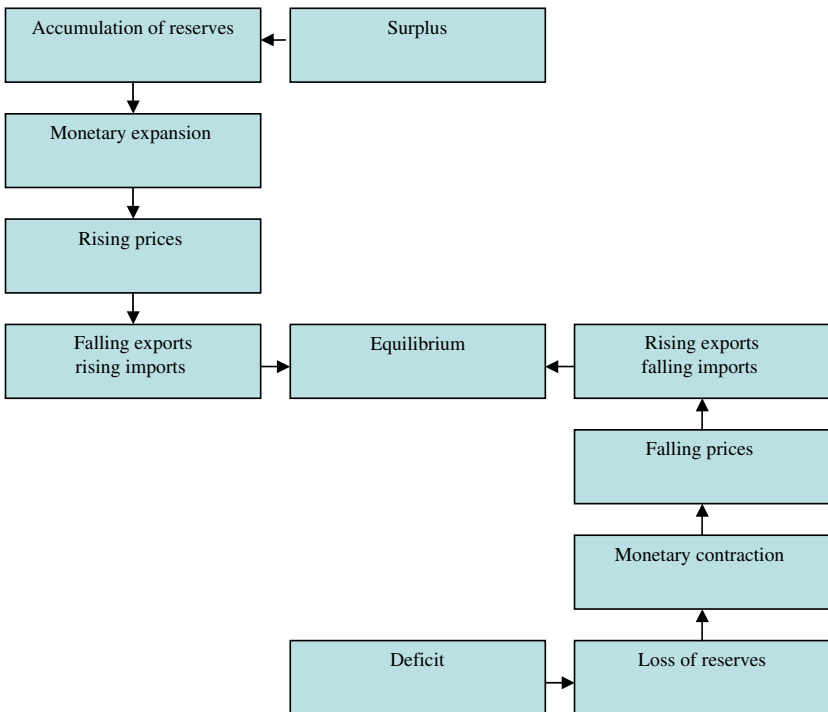 Accumulation of reserves
Surplus
Monetary expansion
Rising prices
Falling exports
rising imports
Equilibrium
Rising exports
falling imports
Falling prices
Monetary contraction
Deficit
Loss of reserves